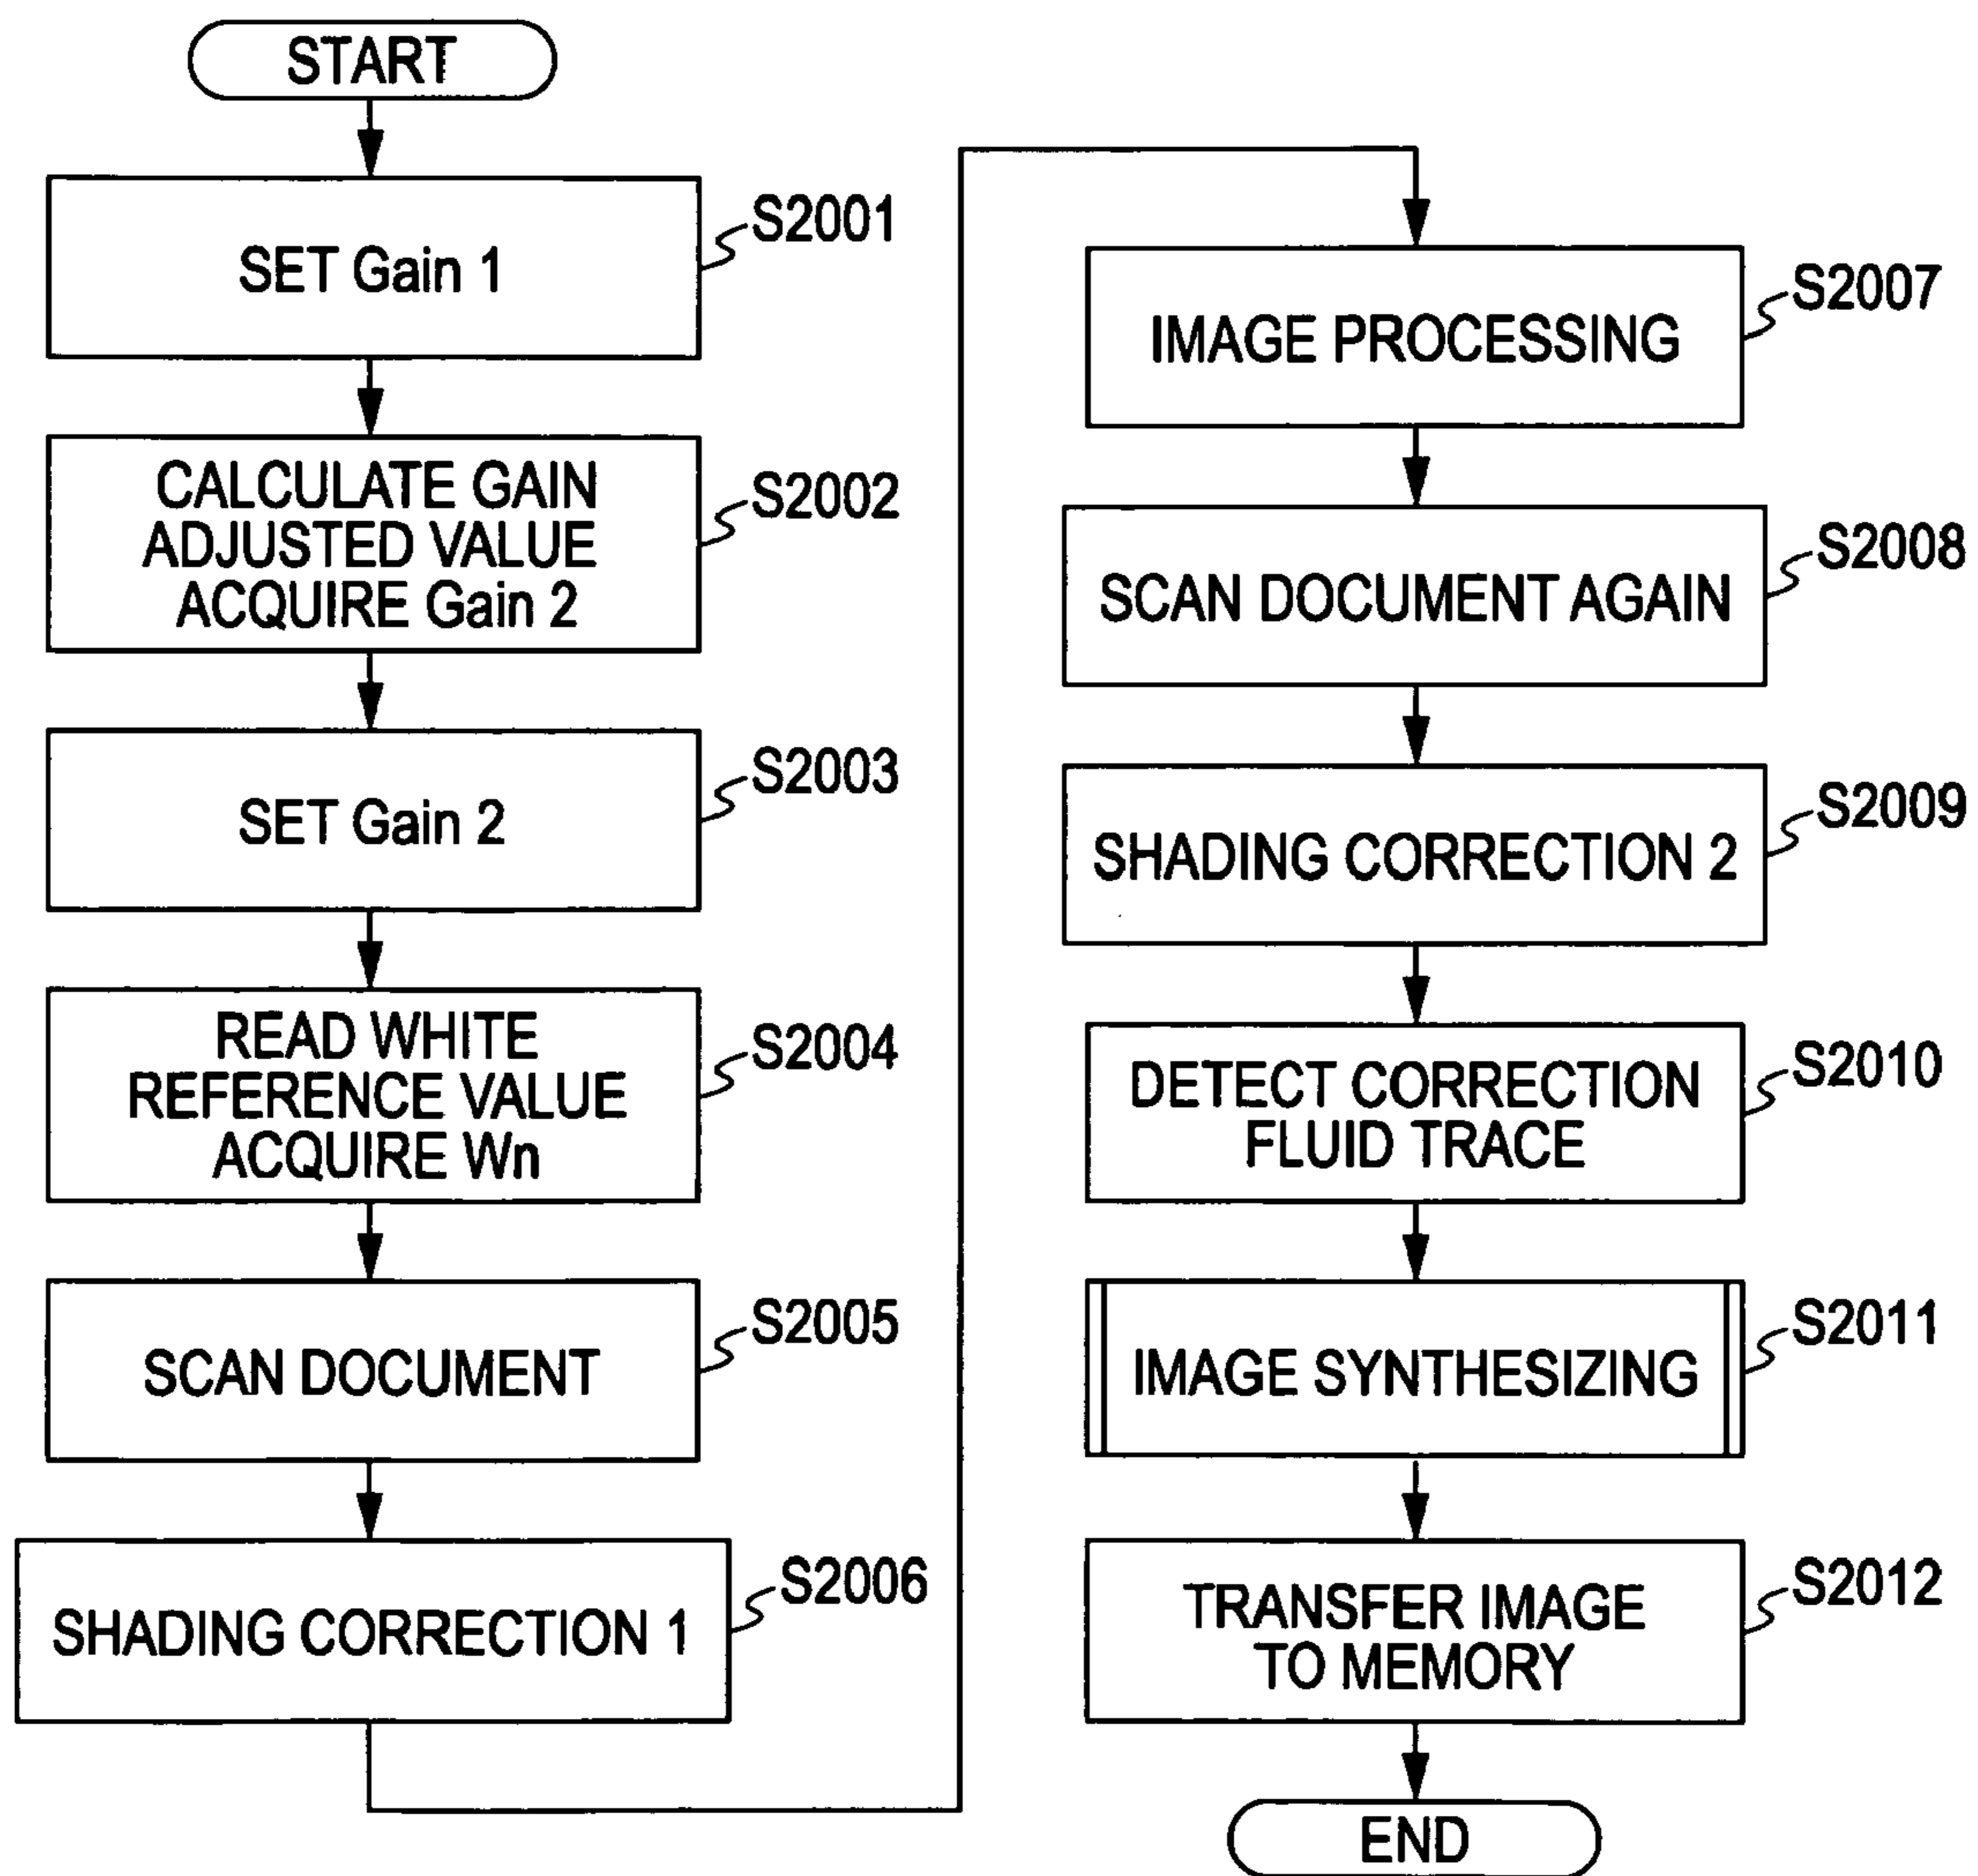 START
SET Gain 1
S2001
CALCULATE GAIN
ADJUSTED VALUE
ACQUIRE Gain 2
S2002
SET Gain 2
S2003
READ WHITE
REFERENCE VALUE
ACQUIRE Wn
S2004
SCAN DOCUMENT
S2005
SHADING CORRECTION 1
S2006
IMAGE PROCESSING
S2007
SCAN DOCUMENT AGAIN
S2008
SHADING CORRECTION 2
S2009
DETECT CORRECTION
FLUID TRACE
S2010
IMAGE SYNTHESIZING
S2011
TRANSFER IMAGE
TO MEMORY
S2012
END